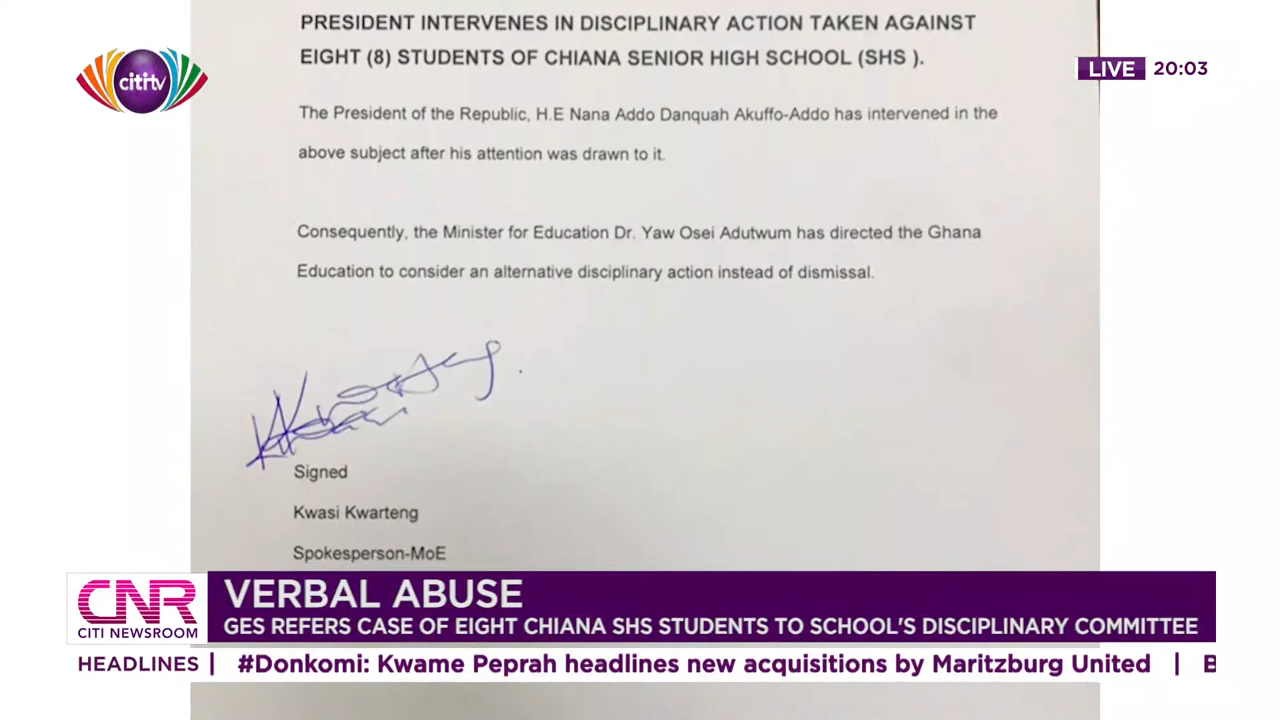 PRESIDENT INTERVENES IN DISCIPLINARY ACTION TAKEN AGAINST
EIGHT (8) STUDENTS OF CHIANA SENIOR HIGH SCHOOL (SHS ).
cititv
LIVE 20:03
The President of the Republic, H.E Nana Addo Danquah Akuffo-Addo has intervened in the
above subject after his attention was drawn to it.
Consequently, the Minister for Education Dr. Yaw Osei Adutwum has directed the Ghana
Education to consider an alternative disciplinary action instead of dismissal.
Signed
Kwasi Kwarteng
Spokesperson-MoE
CNR
CITI NEWSROOM
VERBAL ABUSE
GES REFERS CASE OF EIGHT CHIANA SHS STUDENTS TO SCHOOL'S DISCIPLINARY COMMITTEE
HEADLINES | #Donkomi: Kwame Peprah headlines new acquisitions by Maritzburg United | B